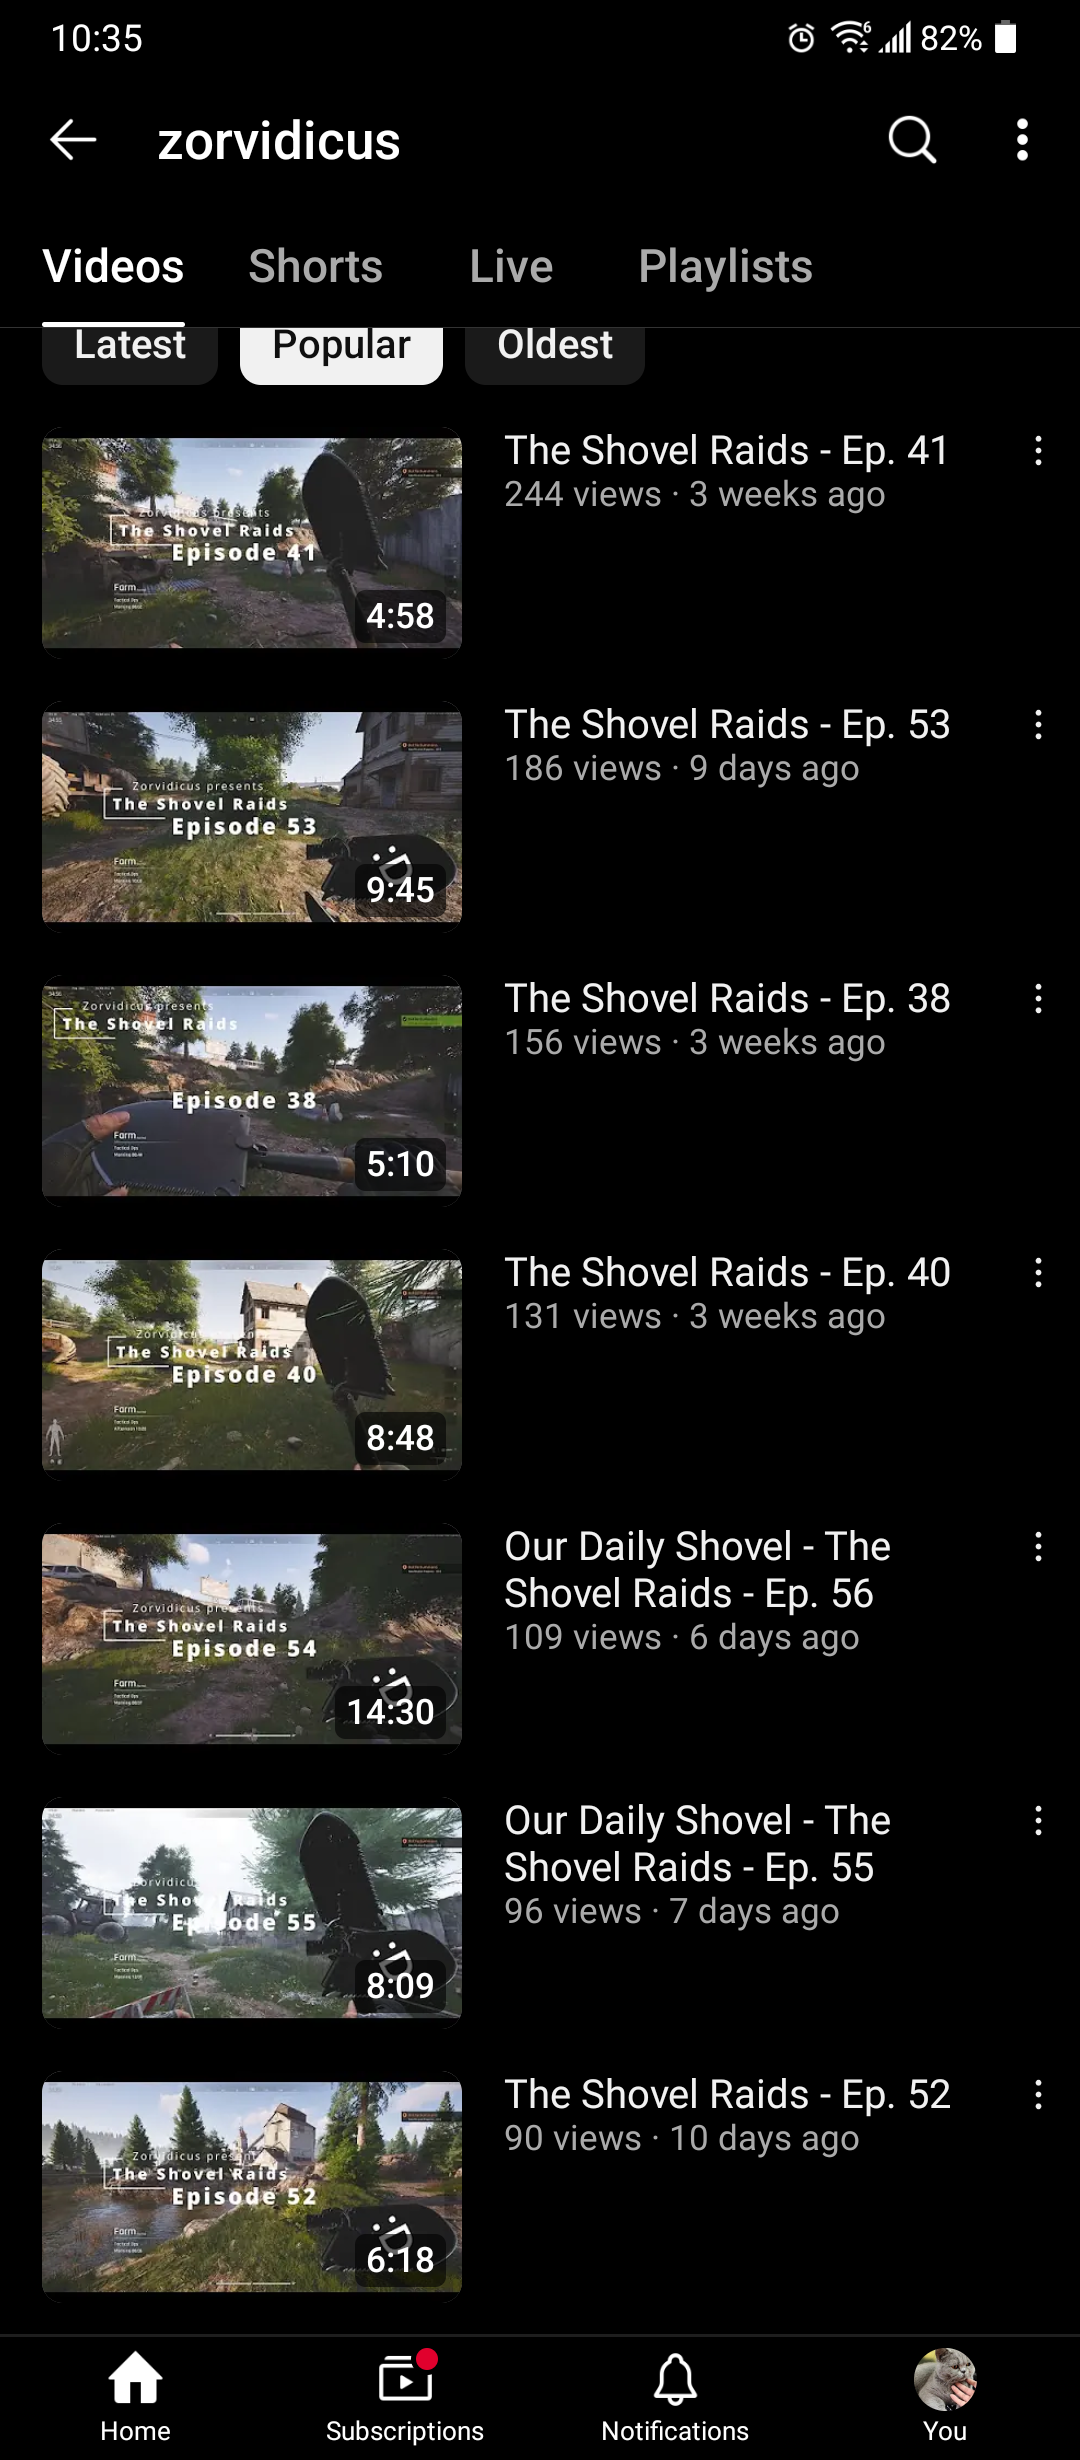 10:35
6
82%
zorvidicus
Videos
Shorts
Live
Playlists
Latest
Popular
Oldest
Zorvidicus presents
The Shovel Raids
Episode 41
Farm
4:58
The Shovel Raids - Ep. 41
244 views · 3 weeks ago
Zorvidicus presents
The Shovel Raids
Episode 53
Farm
:D
9:45
The Shovel Raids - Ep. 53
186 views · 9 days ago
Zorvidicus presents
The Shovel Raids
Episode 38
Farm
5:10
The Shovel Raids - Ep. 38
156 views · 3 weeks ago
Zorvidicus presents
The Shovel Raids
Episode 40
Farm
8:48
The Shovel Raids - Ep. 40
131 views · 3 weeks ago
Zorvidicus presents
The Shovel Raids
Episode 54
Farm
:D
14:30
Our Daily Shovel - The
Shovel Raids - Ep. 56
109 views · 6 days ago
The Shovel Raids
Episode 55
Farm
:D
8:09
Our Daily Shovel - The
Shovel Raids - Ep. 55
96 views · 7 days ago
Zorvidicus present
The Shovel Raids
Episode 52
Farm
:D
6:18
The Shovel Raids - Ep. 52
90 views · 10 days ago
Home
Subscriptions
Notifications
You